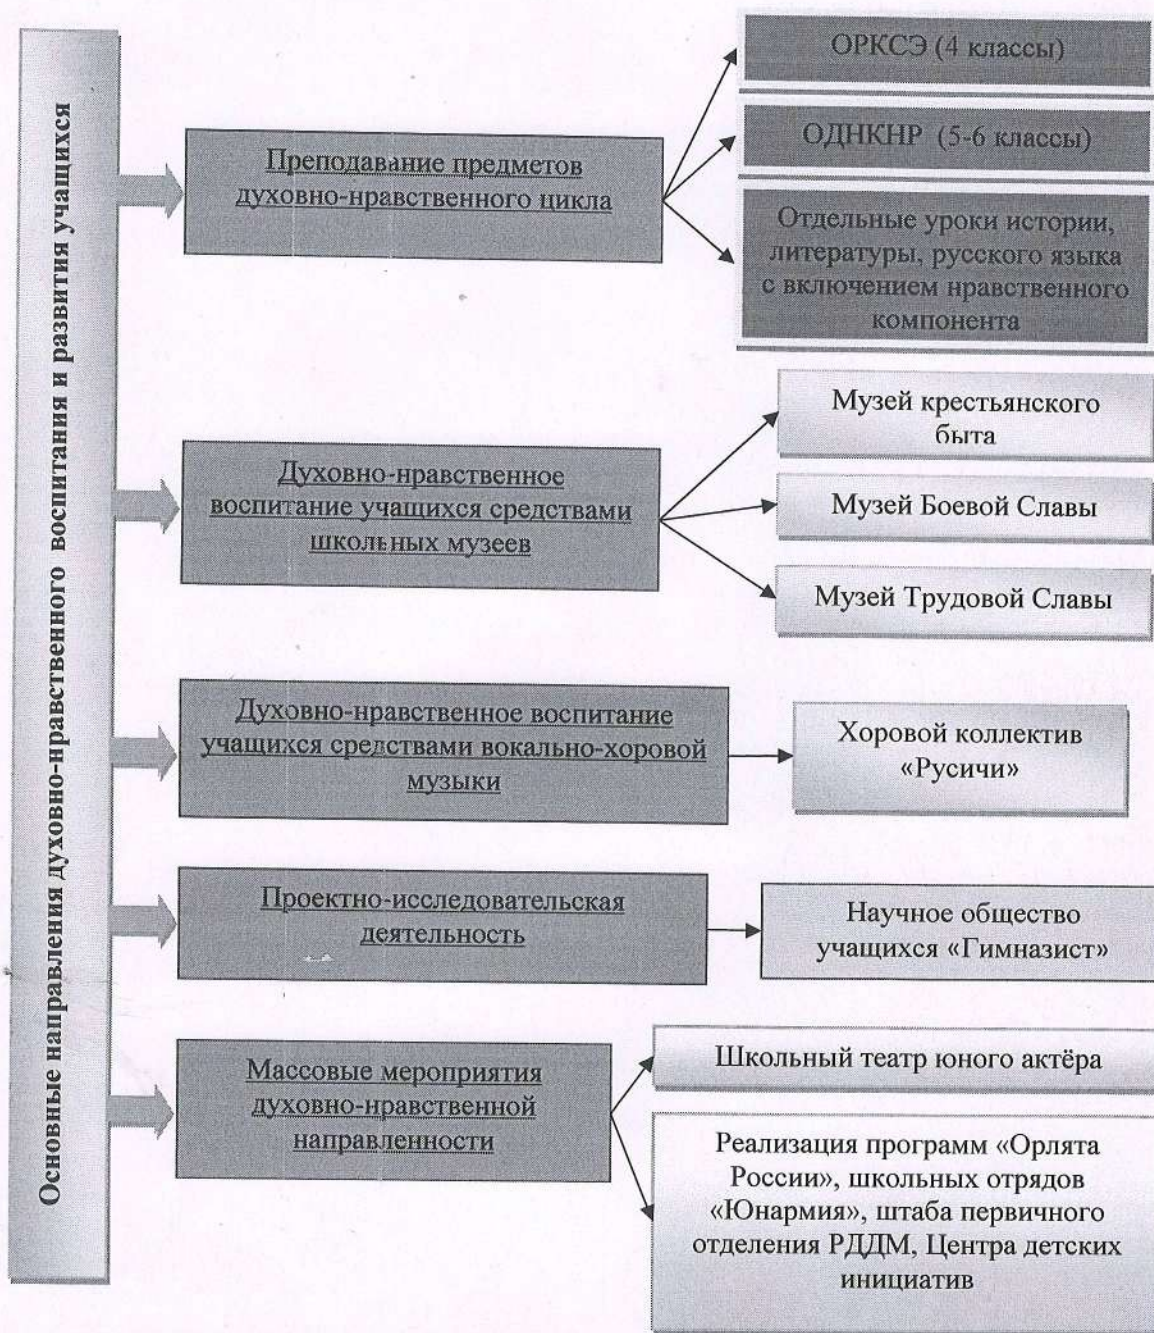 Основные направления духовно-нравственного воспитания и развития учащихся
Преподавание предметов
духовно-нравственного цикла
ОРКСЭ (4 классы)
ОДНКНР (5-6 классы)
Отдельные уроки истории,
литературы, русского языка
с включением нравственного
компонента
Духовно-нравственное
воспитание учащихся средствами
школьных музеев
Музей крестьянского
быта
Музей Боевой Славы
Музей Трудовой Славы
Духовно-нравственное воспитание
учащихся средствами вокально-хоровой
музыки
Хоровой коллектив
«Русичи»
Проектно-исследовательская
деятельность
Научное общество
учащихся «Гимназист»
Массовые мероприятия
духовно-нравственной
направленности
Школьный театр юного актёра
Реализация программ «Орлята
России», школьных отрядов
«Юнармия», штаба первичного
отделения РДДМ, Центра детских
инициатив